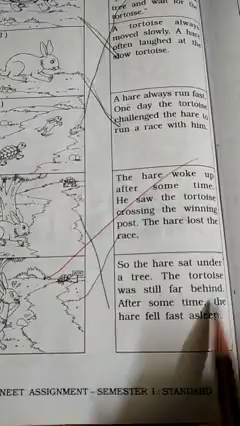 tree and wait for the
tortoise."
A tortoise always
moved slowly. A hare
often laughed at the
slow tortoise.
A hare always run fast.
One day the tortoise
challenged the hare to
run a race with him.
The hare woke up
after some time.
He saw the tortoise
crossing the winning
post. The hare lost the
race.
So the hare sat under
a tree. The tortoise
was still far behind.
After some time, the
hare fell fast asleep.
NEET ASSIGNMENT – SEMESTER 1 : STANDARD